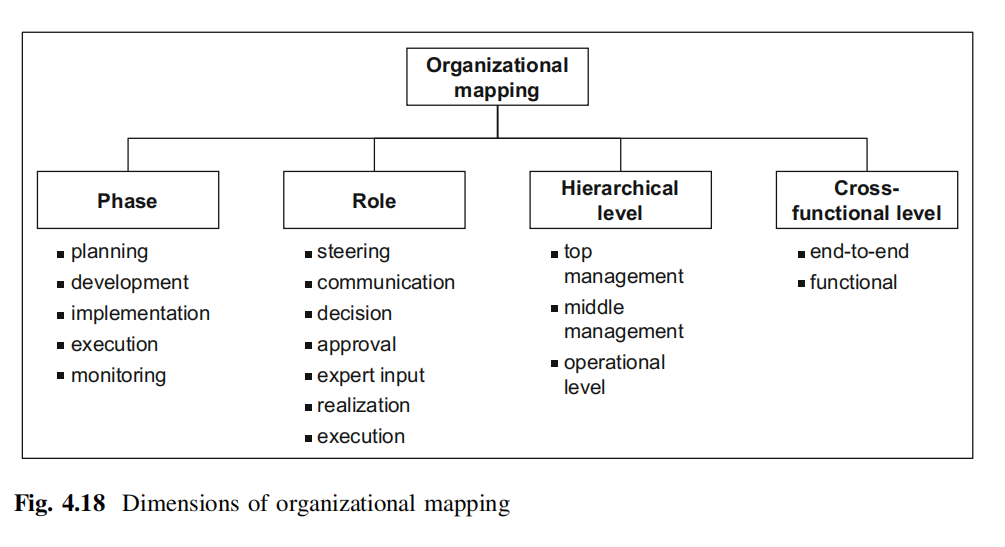 Organizational
mapping
Phase
▪ planning
▪ development
▪ implementation
▪ execution
▪ monitoring
Role
▪ steering
▪ communication
▪ decision
▪ approval
▪ expert input
▪ realization
▪ execution
Hierarchical
level
▪ top
management
▪ middle
management
▪ operational
level
Cross-
functional level
▪ end-to-end
▪ functional
Fig. 4.18 Dimensions of organizational mapping